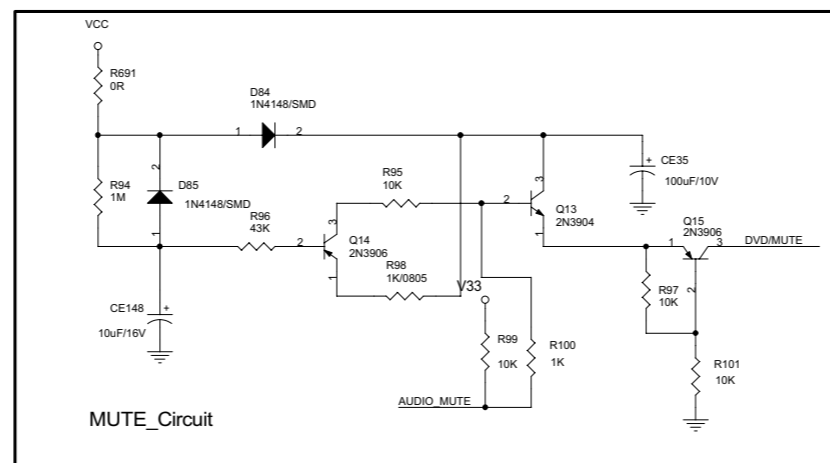 VCC
R691
0R
D84
1N4148/SMD
1
2
R94
1M
2
D85
1N4148/SMD
1
R95
10K
R96
43K
2
3
Q14
2N3906
1
R98
1K/0805
2
3
Q13
2N3904
1
CE35
100uF/10V
+
Q15
2N3906
1
3
DVD/MUTE
2
R97
10K
V33
CE148
+
10uF/16V
R99
10K
R100
1K
R101
10K
AUDIO_MUTE
MUTE_Circuit